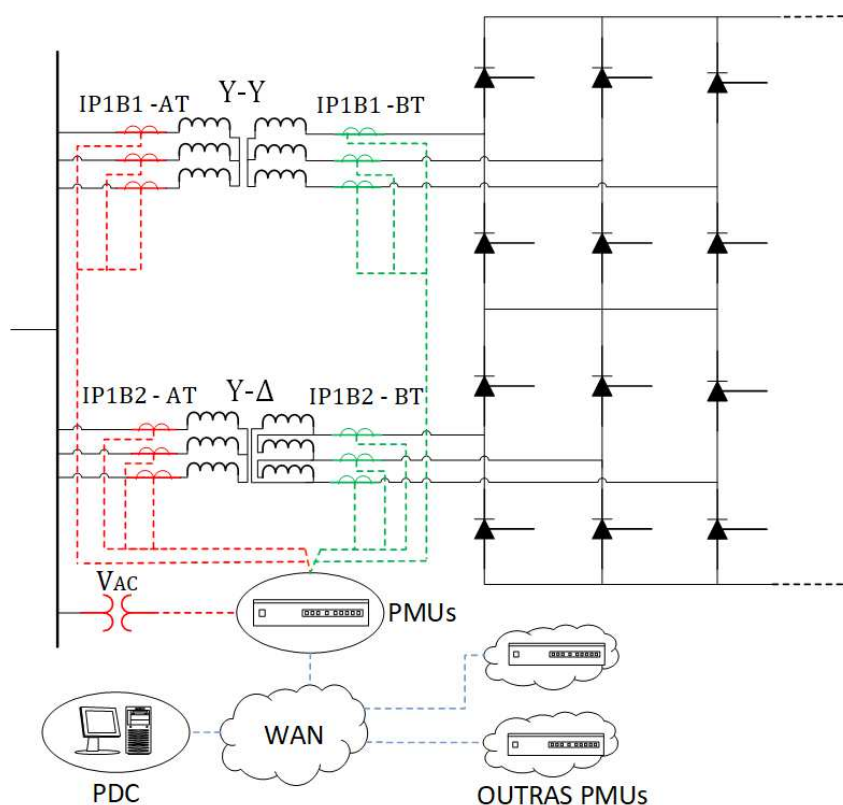 IP1B1 -AT
Y-Y
IP1B1 -BT
IP1B2 - AT
Y-Δ
IP1B2 - BT
VAC
PMUs
WAN
PDC
OUTRAS PMUs